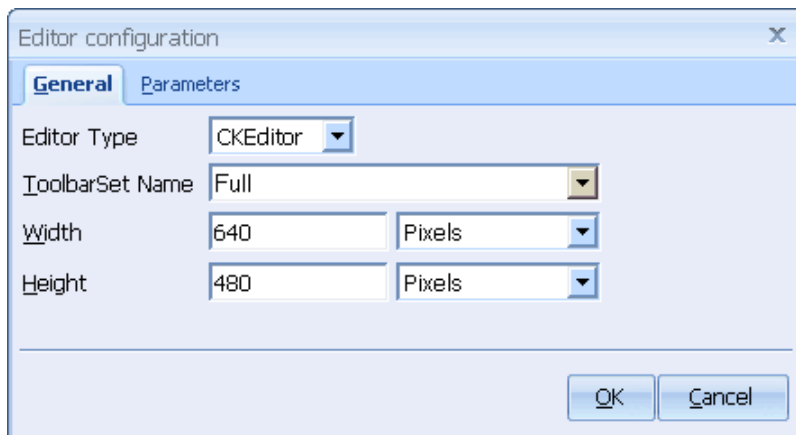 Editor configuration
General Parameters
Editor Type CKEditor
ToolbarSet Name Full
Width 640 Pixels
Height 480 Pixels
OK Cancel